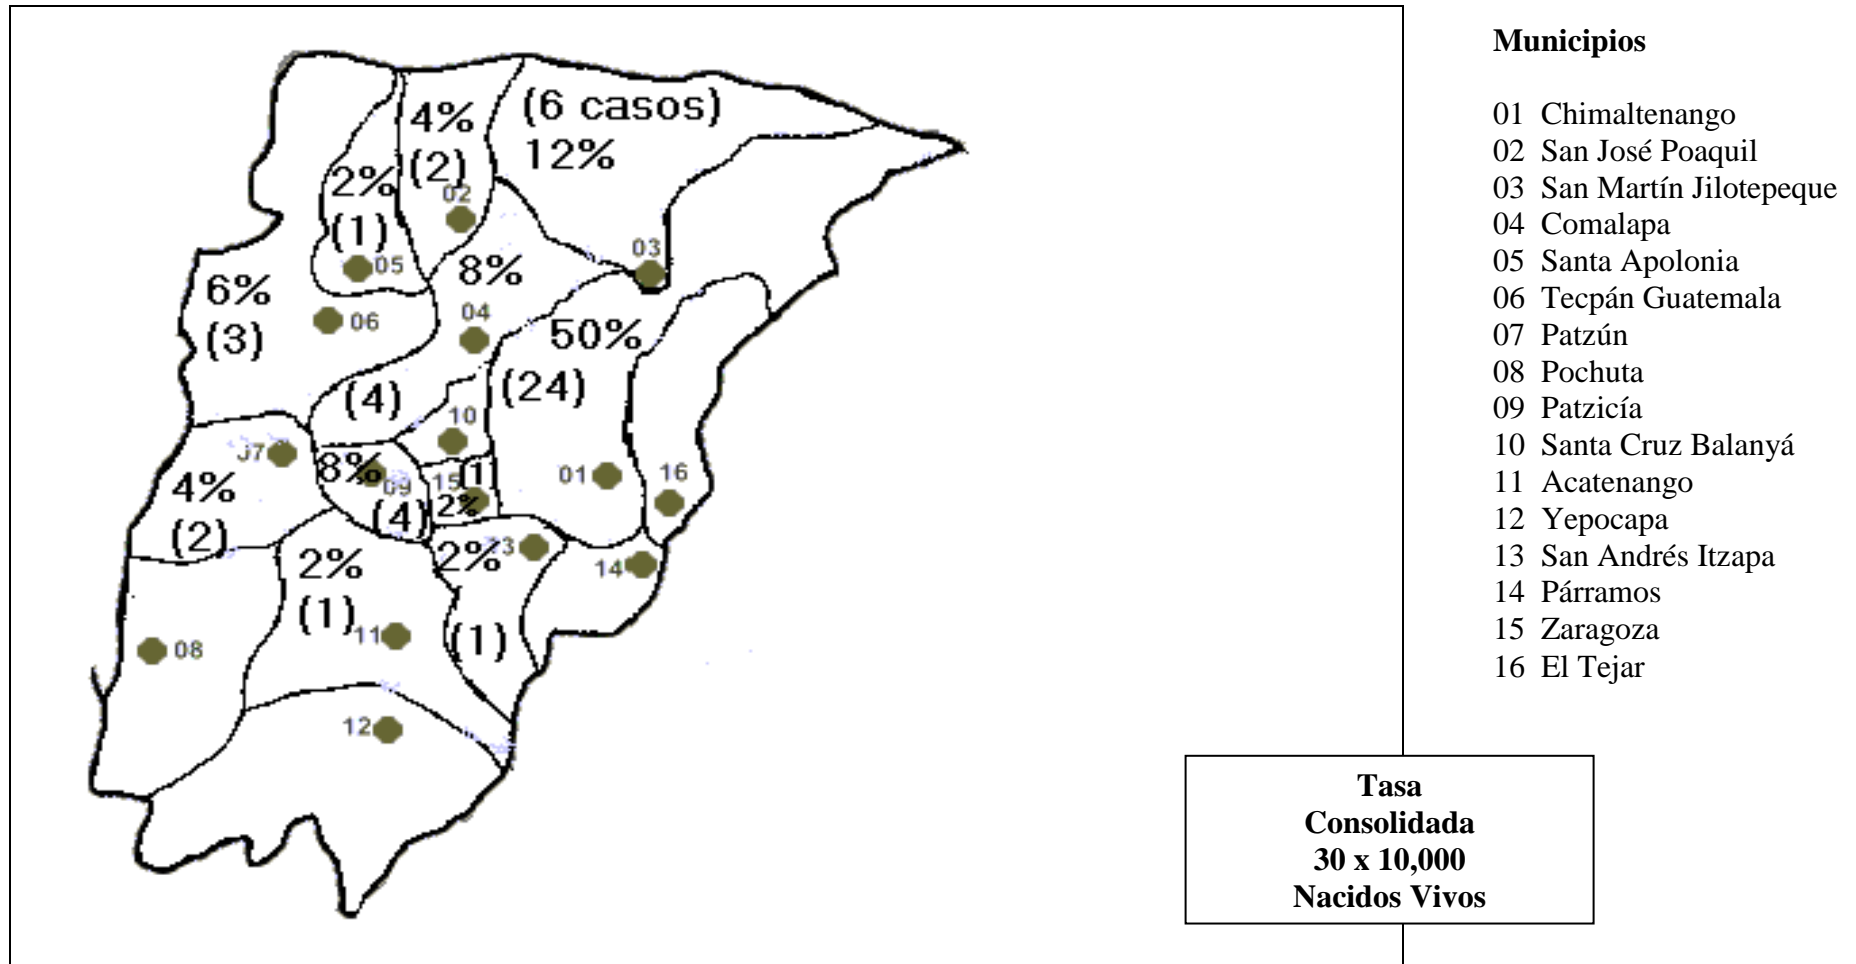 (6 casos)
12%
4%
(2)
02
2%
(1)
05
03
8%
04
(4)
6%
(3)
06
50%
(24)
10
01
16
07
4%
(2)
8%
09
(4)
15
(1)
2%
2%
13
(1)
14
2%
(1)
11
08
12
Municipios
01 Chimaltenango
02 San José Poaquil
03 San Martín Jilotepeque
04 Comalapa
05 Santa Apolonia
06 Tecpán Guatemala
07 Patzún
08 Pochuta
09 Patzicía
10 Santa Cruz Balanyá
11 Acatenango
12 Yepocapa
13 San Andrés Itzapa
14 Párramos
15 Zaragoza
16 El Tejar
Tasa
Consolidada
30 x 10,000
Nacidos Vivos